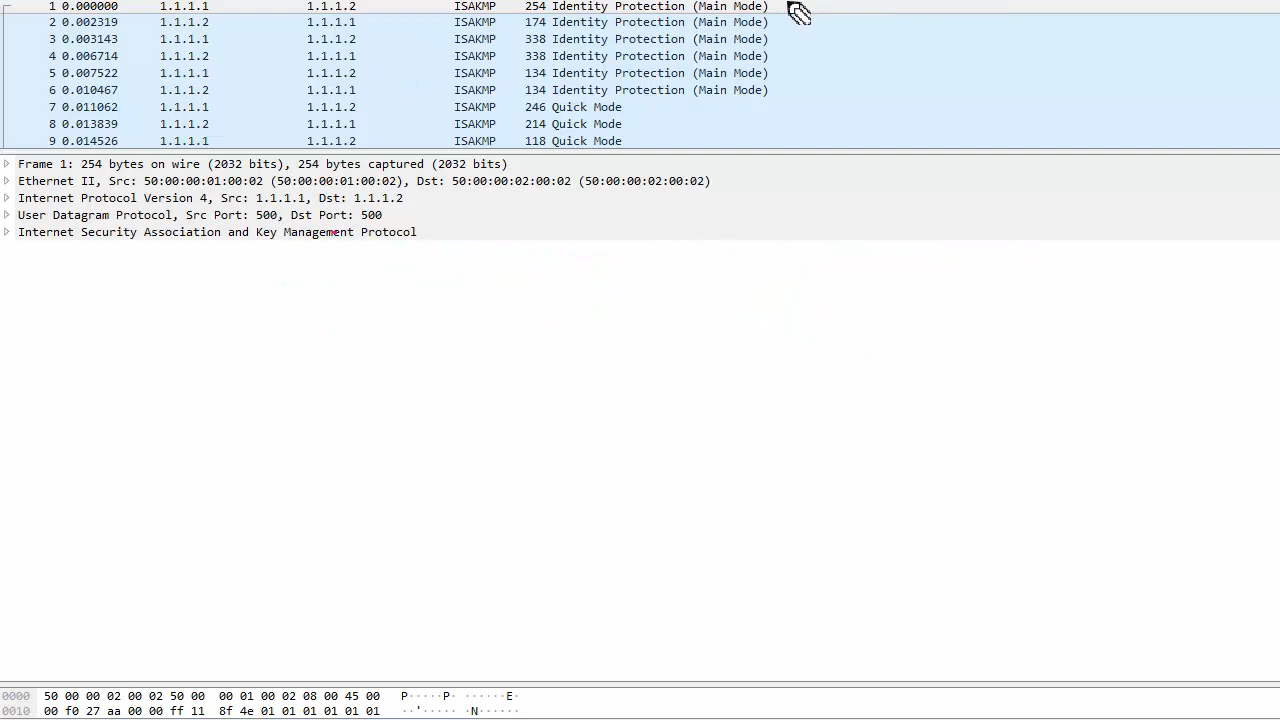 1 0.000000 1.1.1.1 1.1.1.2 ISAKMP 254 Identity Protection (Main Mode)
2 0.002319 1.1.1.2 1.1.1.1 ISAKMP 174 Identity Protection (Main Mode)
3 0.003143 1.1.1.1 1.1.1.2 ISAKMP 338 Identity Protection (Main Mode)
4 0.006714 1.1.1.2 1.1.1.1 ISAKMP 338 Identity Protection (Main Mode)
5 0.007522 1.1.1.1 1.1.1.2 ISAKMP 134 Identity Protection (Main Mode)
6 0.010467 1.1.1.2 1.1.1.1 ISAKMP 134 Identity Protection (Main Mode)
7 0.011062 1.1.1.1 1.1.1.2 ISAKMP 246 Quick Mode
8 0.013839 1.1.1.2 1.1.1.1 ISAKMP 214 Quick Mode
9 0.014526 1.1.1.1 1.1.1.2 ISAKMP 118 Quick Mode
Frame 1: 254 bytes on wire (2032 bits), 254 bytes captured (2032 bits)
Ethernet II, Src: 50:00:00:01:00:02 (50:00:00:01:00:02), Dst: 50:00:00:02:00:02 (50:00:00:02:00:02)
Internet Protocol Version 4, Src: 1.1.1.1, Dst: 1.1.1.2
User Datagram Protocol, Src Port: 500, Dst Port: 500
Internet Security Association and Key Management Protocol
0000 50 00 00 02 00 02 50 00 00 01 00 02 08 00 45 00 P·····P· ······E·
0010 00 f0 27 aa 00 00 ff 11 8f 4e 01 01 01 01 01 01 ··'····· ·N······